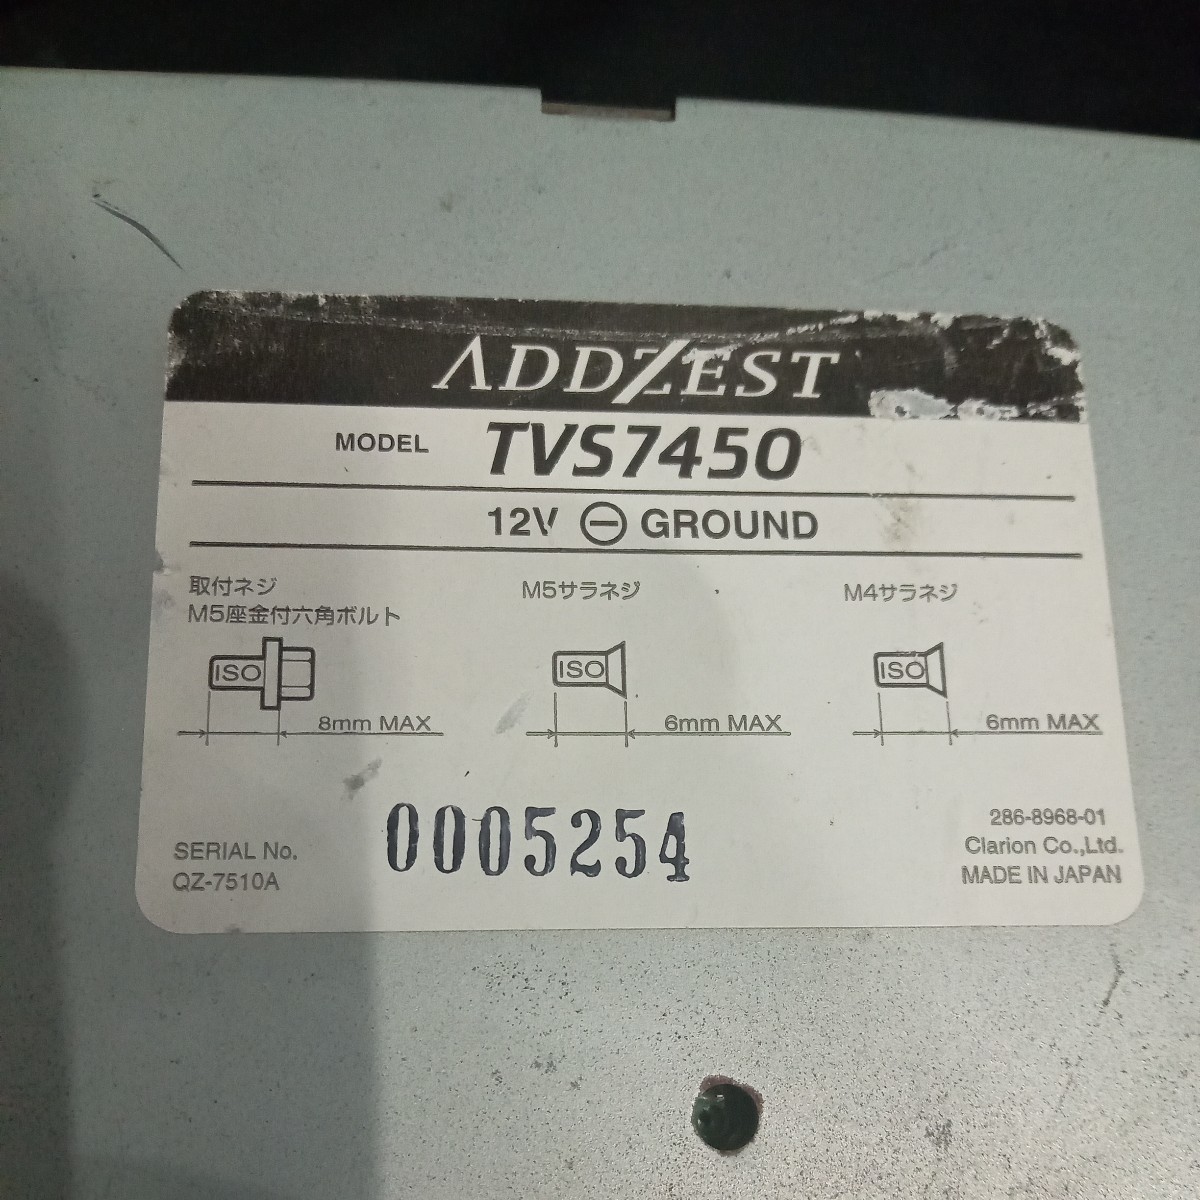 ADDZEST
MODEL TVS7450
12V ⊖ GROUND
取付ネジ
M5座金付六角ボルト
ISO
8mm MAX
M5サラネジ
ISO
6mm MAX
M4サラネジ
ISO
6mm MAX
SERIAL No.
QZ-7510A
0005254
286-8968-01
Clarion Co.,Ltd.
MADE IN JAPAN